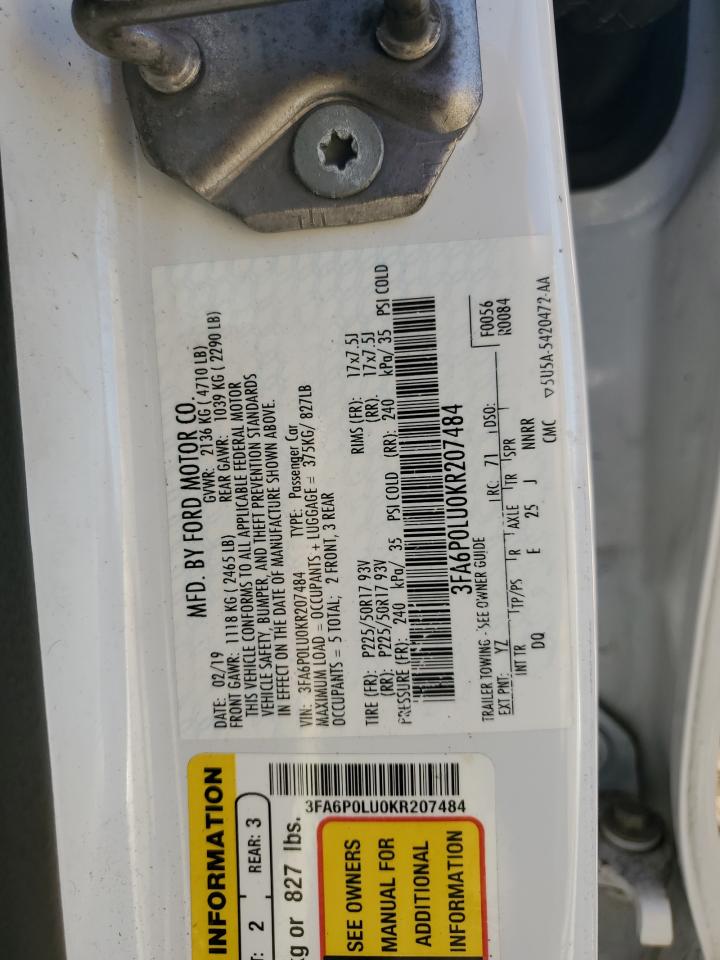 MFD. BY FORD MOTOR CO.
DATE: 02/19 GVWR: 2136 KG ( 4710 LB)
FRONT GAWR: 1118 KG ( 2465 LB) REAR GAWR: 1039 KG ( 2290 LB)
THIS VEHICLE CONFORMS TO ALL APPLICABLE FEDERAL MOTOR
VEHICLE SAFETY, BUMPER, AND THEFT PREVENTION STANDARDS
IN EFFECT ON THE DATE OF MANUFACTURE SHOWN ABOVE.
VIN: 3FA6P0LU0KR207484 TYPE: Passenger Car
MAXIMUM LOAD = OCCUPANTS + LUGGAGE = 375KG/ 827LB
OCCUPANTS = 5 TOTAL; 2 FRONT, 3 REAR
TIRE (FR): P225/50R17 93V RIMS (FR): 17x7.5J
(RR): P225/50R17 93V (RR): 17x7.5J
PRESSURE (FR): 240 kPa/ 35 PSI COLD (RR): 240 kPa/ 35 PSI COLD
3FA6P0LU0KR207484
TRAILER TOWING - SEE OWNER GUIDE F0056
EXT PNT: YZ RC: 71 DSO: R0084
INT TR TP/PS R AXLE TR SPR
DQ E 25 J NNRR
CMC ▽5U5A-5420472-AA
INFORMATION
2 REAR: 3
kg or 827 lbs.
3FA6P0LU0KR207484
SEE OWNERS
MANUAL FOR
ADDITIONAL
INFORMATION